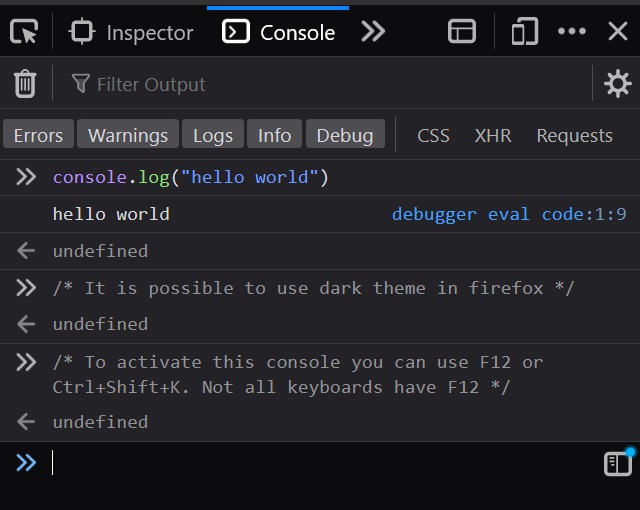 Inspector
Console
Filter Output
Errors Warnings Logs Info Debug CSS XHR Requests
console.log("hello world")
hello world debugger eval code:1:9
undefined
/* It is possible to use dark theme in firefox */
undefined
/* To activate this console you can use F12 or
Ctrl+Shift+K. Not all keyboards have F12 */
undefined